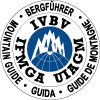 BERGFÜHRER
MOUNTAIN GUIDE
GUIDE DE MONTAGNE
GUIDA
IVBV
IFMGA
UIAGM